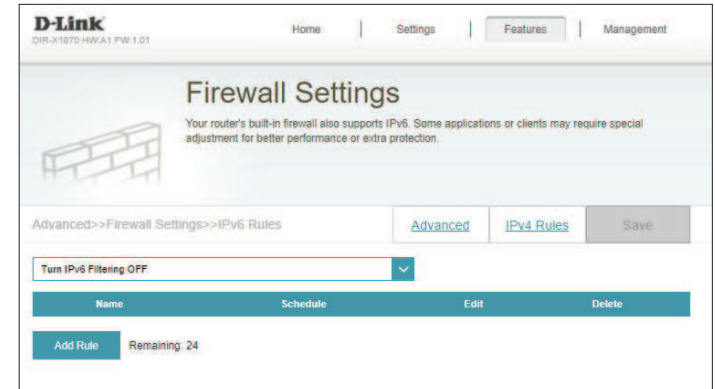 D-Link
DIR-X1870 HW:A1 FW:1.01
Home | Settings | Features | Management
Firewall Settings
Your router's built-in firewall also supports IPv6. Some applications or clients may require special
adjustment for better performance or extra protection.
Advanced>>Firewall Settings>>IPv6 Rules
Advanced
IPv4 Rules
Save
Turn IPv6 Filtering OFF
Name Schedule Edit Delete
Add Rule Remaining: 24